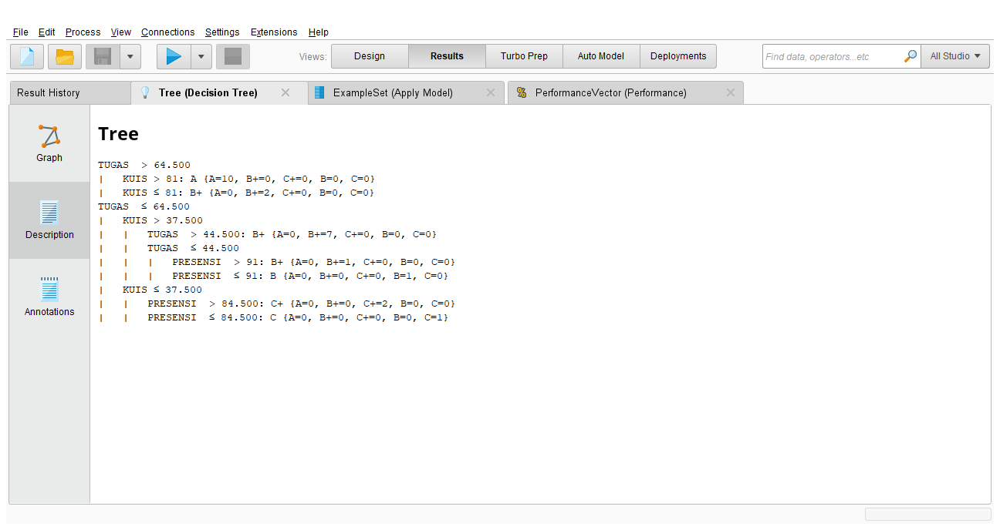 File Edit Process View Connections Settings Extensions Help
Views: Design Results Turbo Prep Auto Model Deployments Find data, operators...etc All Studio
Result History Tree (Decision Tree) ExampleSet (Apply Model) PerformanceVector (Performance)
Graph
Description
Annotations
Tree
TUGAS > 64.500
| KUIS > 81: A {A=10, B+=0, C+=0, B=0, C=0}
| KUIS ≤ 81: B+ {A=0, B+=2, C+=0, B=0, C=0}
TUGAS ≤ 64.500
| KUIS > 37.500
| | TUGAS > 44.500: B+ {A=0, B+=7, C+=0, B=0, C=0}
| | TUGAS ≤ 44.500
| | | PRESENSI > 91: B+ {A=0, B+=1, C+=0, B=0, C=0}
| | | PRESENSI ≤ 91: B {A=0, B+=0, C+=0, B=1, C=0}
| KUIS ≤ 37.500
| | PRESENSI > 84.500: C+ {A=0, B+=0, C+=2, B=0, C=0}
| | PRESENSI ≤ 84.500: C {A=0, B+=0, C+=0, B=0, C=1}